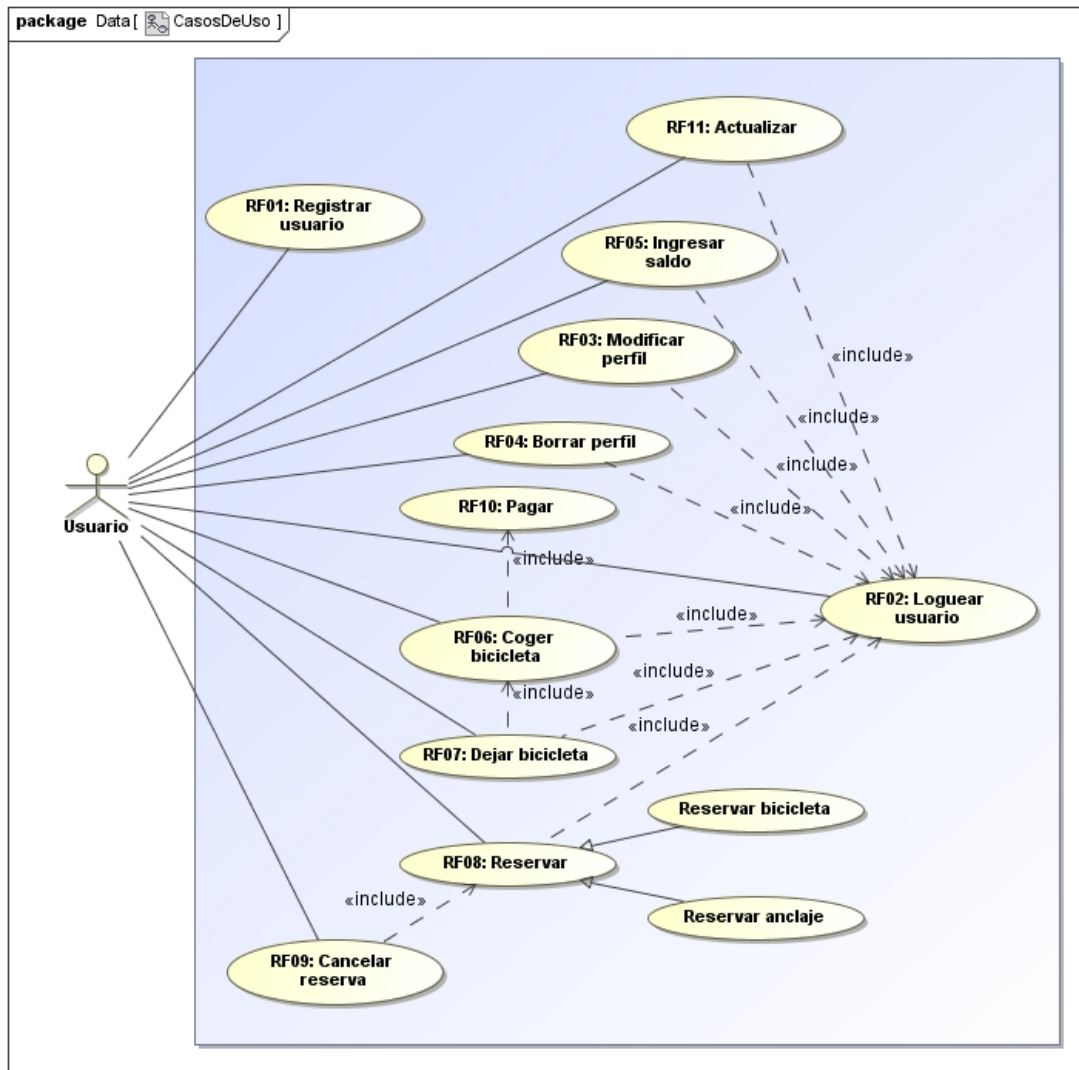 package Data [ CasosDeUso ]
RF11: Actualizar
RF01: Registrar
usuario
RF05: Ingresar
saldo
RF03: Modificar
perfil
«include»
«include»
RF04: Borrar perfil
«include»
RF10: Pagar
«include»
Usuario
«include»
RF02: Loguear
usuario
«include»
RF06: Coger
bicicleta
«include»
«include»
«include»
RF07: Dejar bicicleta
Reservar bicicleta
RF08: Reservar
«include»
Reservar anclaje
RF09: Cancelar
reserva